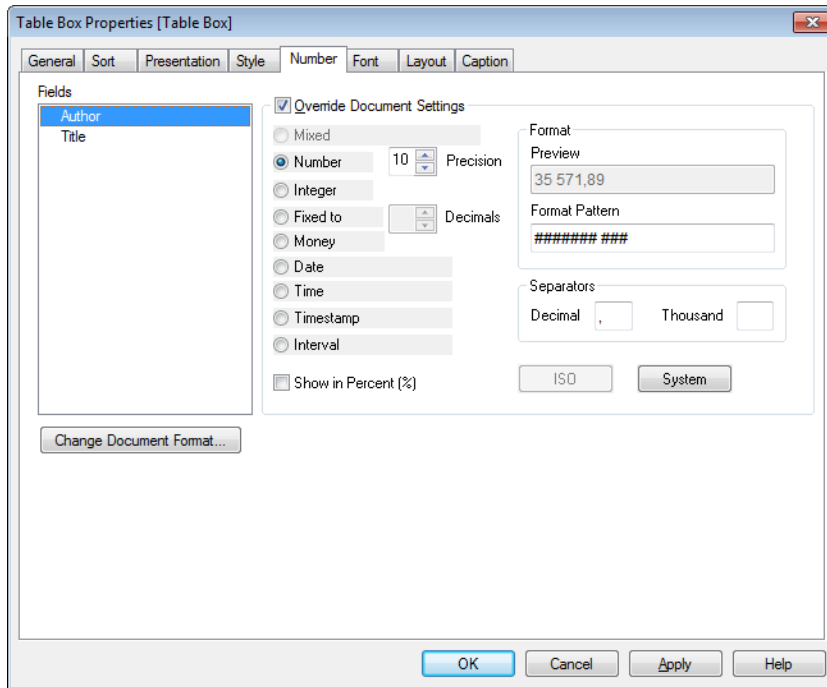 Table Box Properties [Table Box]
General Sort Presentation Style Number Font Layout Caption
Fields
Author
Title
Override Document Settings
Mixed
Number 10 Precision
Integer
Fixed to Decimals
Money
Date
Time
Timestamp
Interval
Show in Percent (%)
Format
Preview
35 571,89
Format Pattern
####### ###
Separators
Decimal , Thousand
ISO System
Change Document Format...
OK Cancel Apply Help